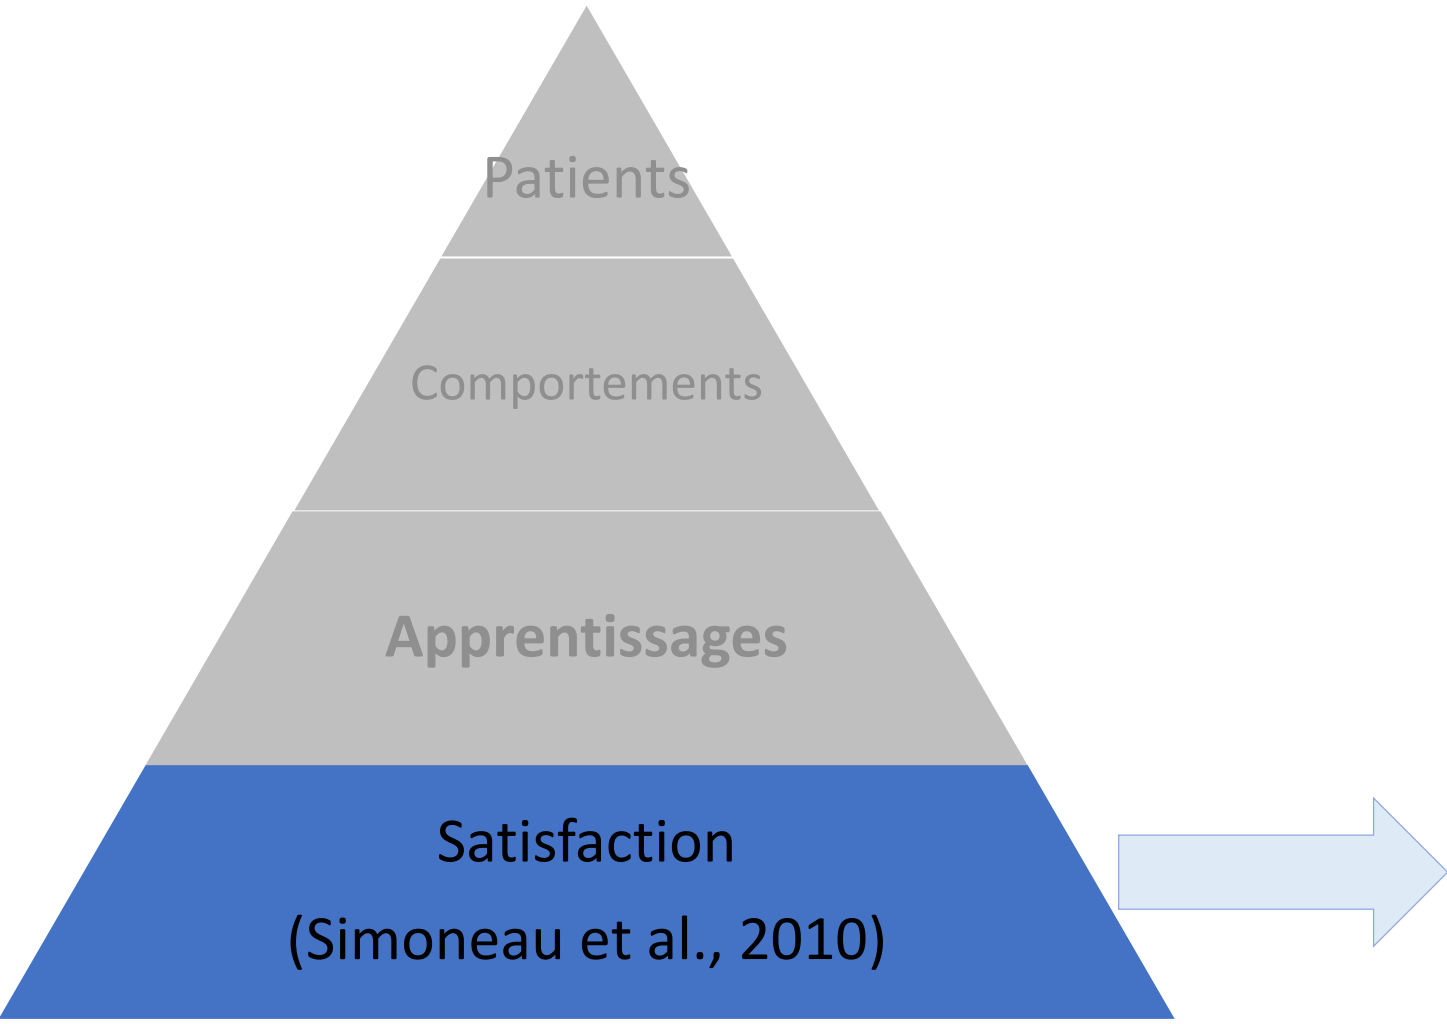 Patients
Comportements
Apprentissages
Satisfaction
(Simoneau et al., 2010)